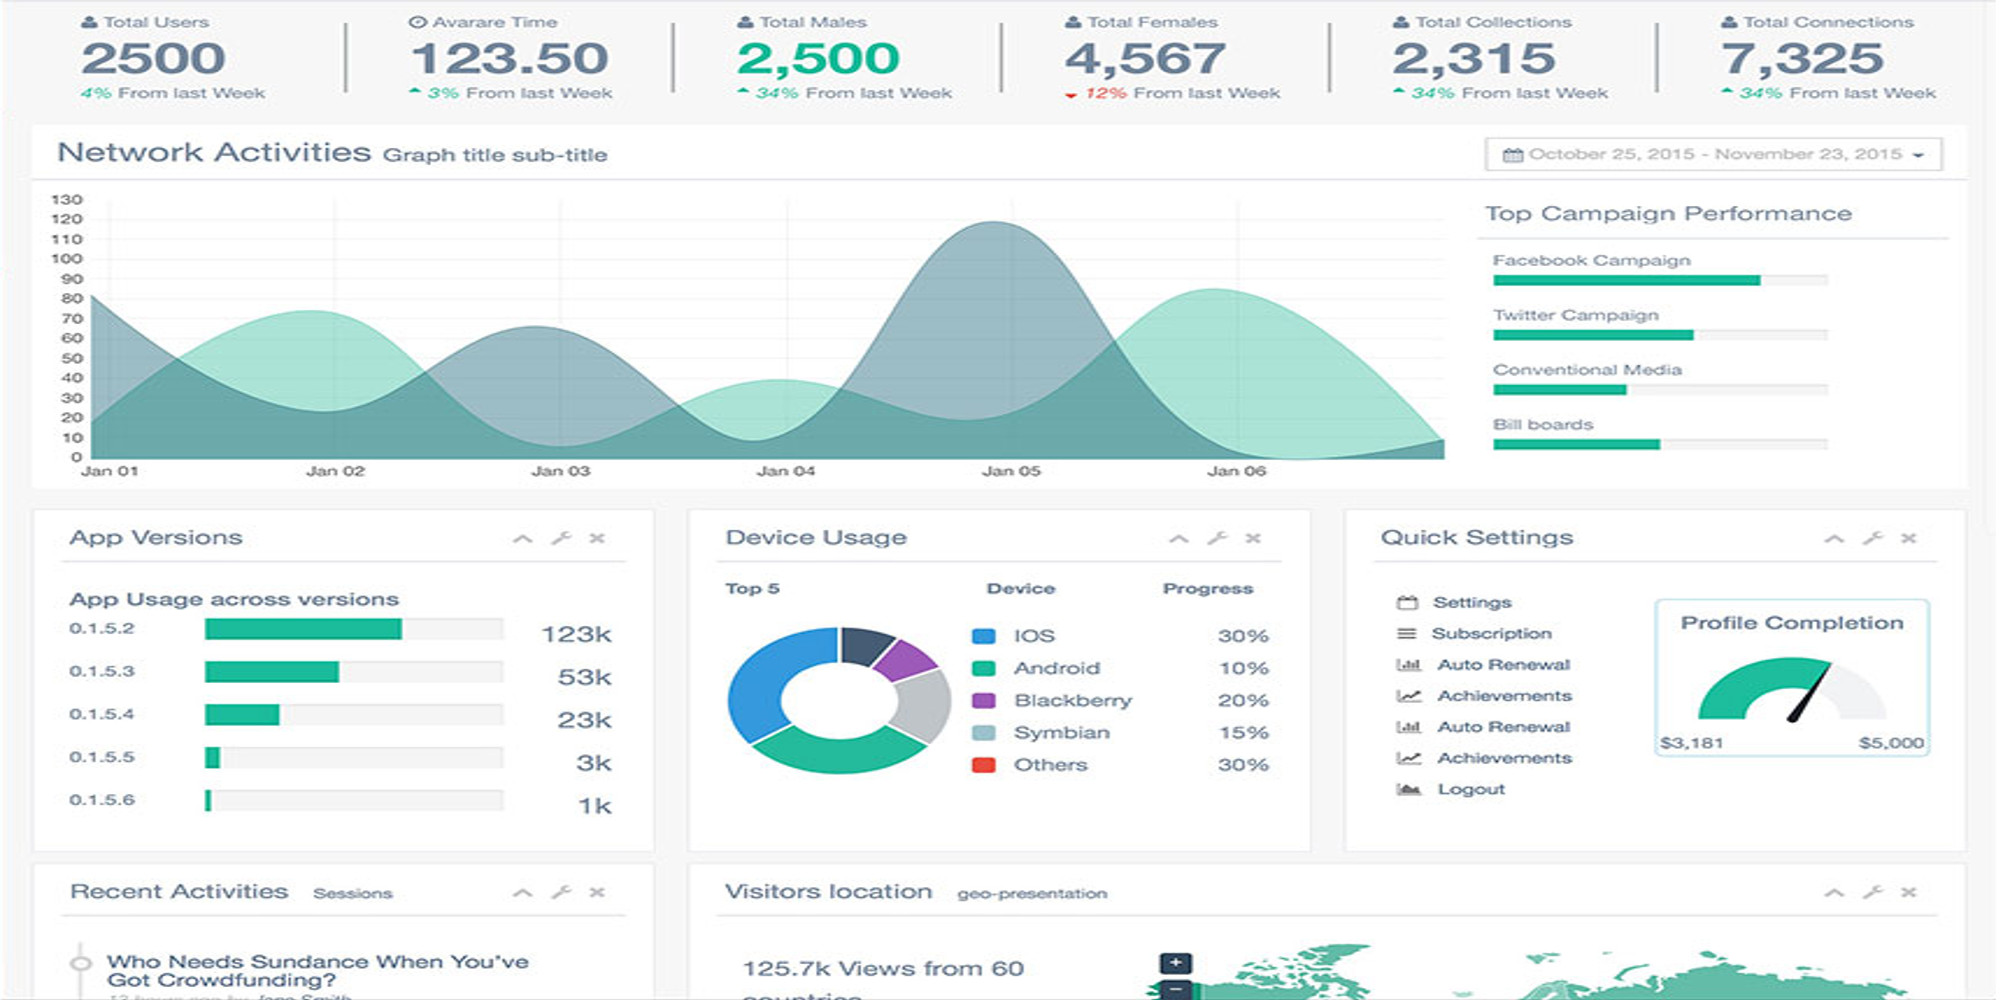 Total Users
2500
4% From last Week
Avarare Time
123.50
3% From last Week
Total Males
2,500
34% From last Week
Total Females
4,567
12% From last Week
Total Collections
2,315
34% From last Week
Total Connections
7,325
34% From last Week
Network Activities Graph title sub-title
October 25, 2015 - November 23, 2015
130
120
110
100
90
80
70
60
50
40
30
20
10
0
Jan 01 Jan 02 Jan 03 Jan 04 Jan 05 Jan 06
Top Campaign Performance
Facebook Campaign
Twitter Campaign
Conventional Media
Bill boards
App Versions
App Usage across versions
0.1.5.2 123k
0.1.5.3 53k
0.1.5.4 23k
0.1.5.5 3k
0.1.5.6 1k
Device Usage
Top 5 Device Progress
IOS 30%
Android 10%
Blackberry 20%
Symbian 15%
Others 30%
Quick Settings
Settings
Subscription
Auto Renewal
Achievements
Auto Renewal
Achievements
Logout
Profile Completion
$3,181 $5,000
Recent Activities Sessions
Who Needs Sundance When You've
Got Crowdfunding?
13 hours ago by Jane Smith
Visitors location geo-presentation
125.7k Views from 60
countries
+
−